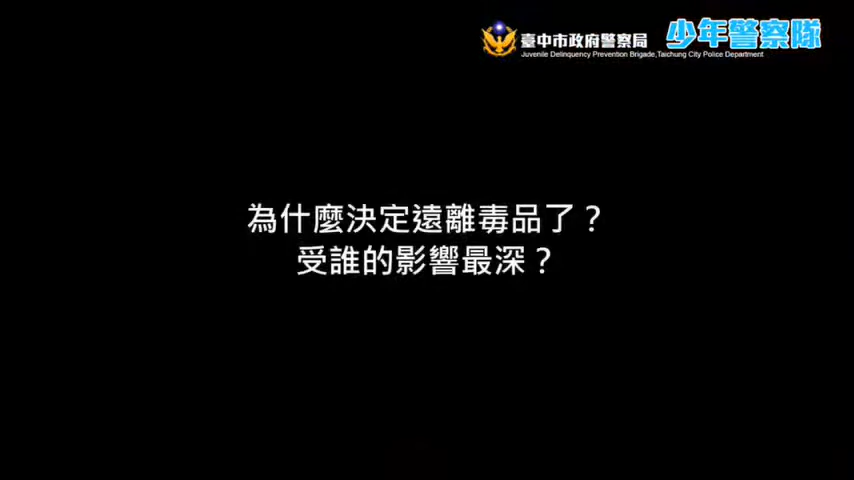 臺中市政府警察局 少年警察隊
Juvenile Delinquency Prevention Brigade,Taichung City Police Department
為什麼決定遠離毒品了？
受誰的影響最深？